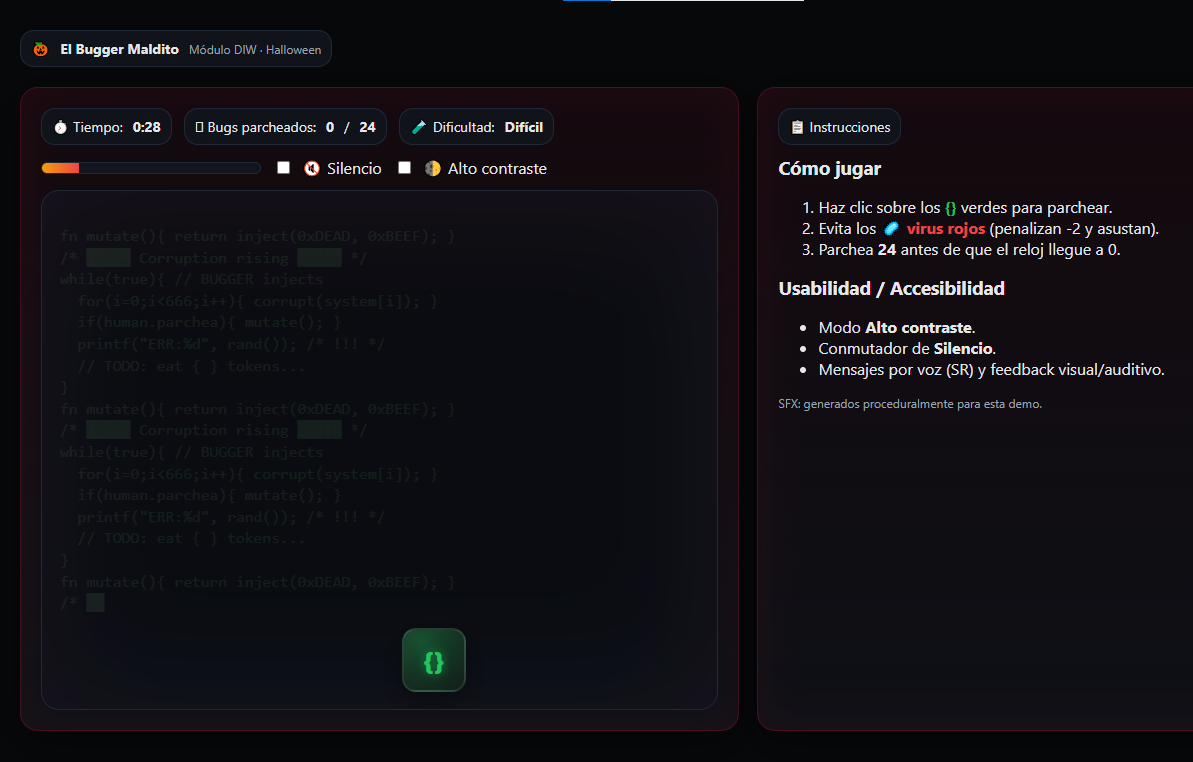 🎃 El Bugger Maldito Módulo DIW · Halloween
⏱ Tiempo: 0:28 ▯ Bugs parcheados: 0 / 24 🧪 Dificultad: Difícil
🔇 Silencio 🌗 Alto contraste
fn mutate(){ return inject(0xDEAD, 0xBEEF); }
/* █████ Corruption rising █████ */
while(true){ // BUGGER injects
for(i=0;i<666;i++){ corrupt(system[i]); }
if(human.parchea){ mutate(); }
printf("ERR:%d", rand()); /* !!! */
// TODO: eat { } tokens...
}
fn mutate(){ return inject(0xDEAD, 0xBEEF); }
/* █████ Corruption rising █████ */
while(true){ // BUGGER injects
for(i=0;i<666;i++){ corrupt(system[i]); }
if(human.parchea){ mutate(); }
printf("ERR:%d", rand()); /* !!! */
// TODO: eat { } tokens...
}
fn mutate(){ return inject(0xDEAD, 0xBEEF); }
/* ██
{}
📋 Instrucciones
Cómo jugar
1. Haz clic sobre los {} verdes para parchear.
2. Evita los 🦠 virus rojos (penalizan -2 y asustan).
3. Parchea 24 antes de que el reloj llegue a 0.
Usabilidad / Accesibilidad
• Modo Alto contraste.
• Conmutador de Silencio.
• Mensajes por voz (SR) y feedback visual/auditivo.
SFX: generados proceduralmente para esta demo.